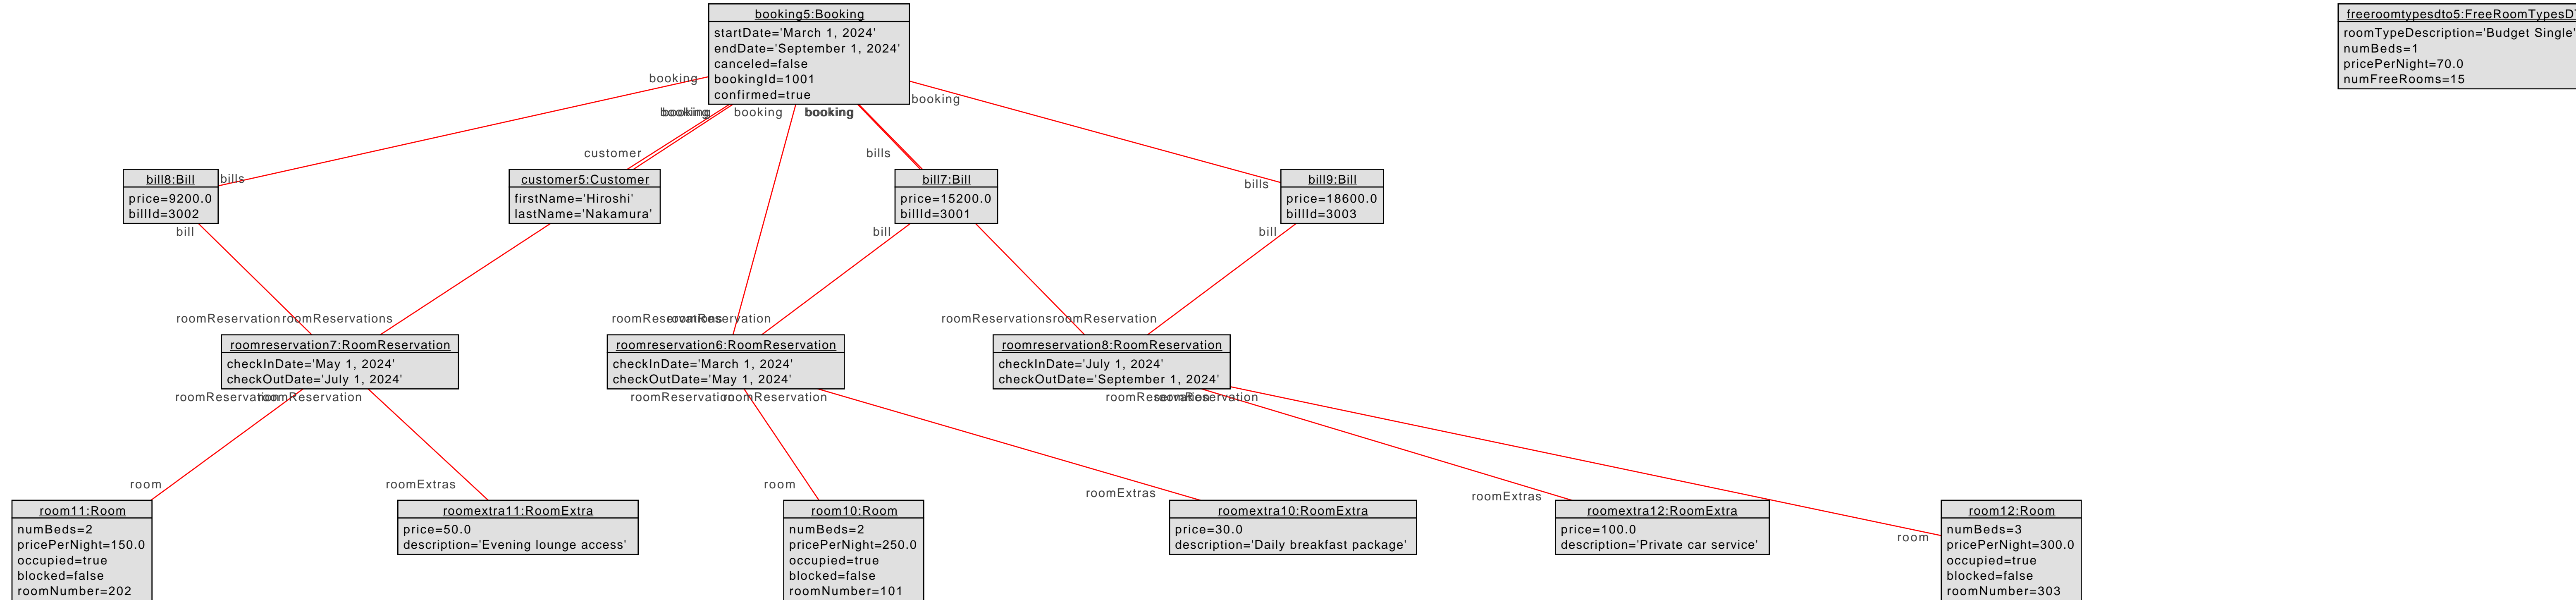 booking5:Booking
startDate='March 1, 2024'
endDate='September 1, 2024'
canceled=false
bookingId=1001
confirmed=true
freeroomtypesdto5:FreeRoomTypesDT
roomTypeDescription='Budget Single'
numBeds=1
pricePerNight=70.0
numFreeRooms=15
booking
booking
booking
booking
booking
booking
booking
customer
bills
bills
bills
bill8:Bill
price=9200.0
billId=3002
customer5:Customer
firstName='Hiroshi'
lastName='Nakamura'
bill7:Bill
price=15200.0
billId=3001
bill9:Bill
price=18600.0
billId=3003
bill
bill
bill
roomReservation
roomReservations
roomReservations
roomReservation
roomReservations
roomReservation
roomreservation7:RoomReservation
checkInDate='May 1, 2024'
checkOutDate='July 1, 2024'
roomreservation6:RoomReservation
checkInDate='March 1, 2024'
checkOutDate='May 1, 2024'
roomreservation8:RoomReservation
checkInDate='July 1, 2024'
checkOutDate='September 1, 2024'
roomReservation
roomReservation
roomReservation
roomReservation
roomReservation
roomReservation
room
roomExtras
room
roomExtras
roomExtras
room
room11:Room
numBeds=2
pricePerNight=150.0
occupied=true
blocked=false
roomNumber=202
roomextra11:RoomExtra
price=50.0
description='Evening lounge access'
room10:Room
numBeds=2
pricePerNight=250.0
occupied=true
blocked=false
roomNumber=101
roomextra10:RoomExtra
price=30.0
description='Daily breakfast package'
roomextra12:RoomExtra
price=100.0
description='Private car service'
room12:Room
numBeds=3
pricePerNight=300.0
occupied=true
blocked=false
roomNumber=303